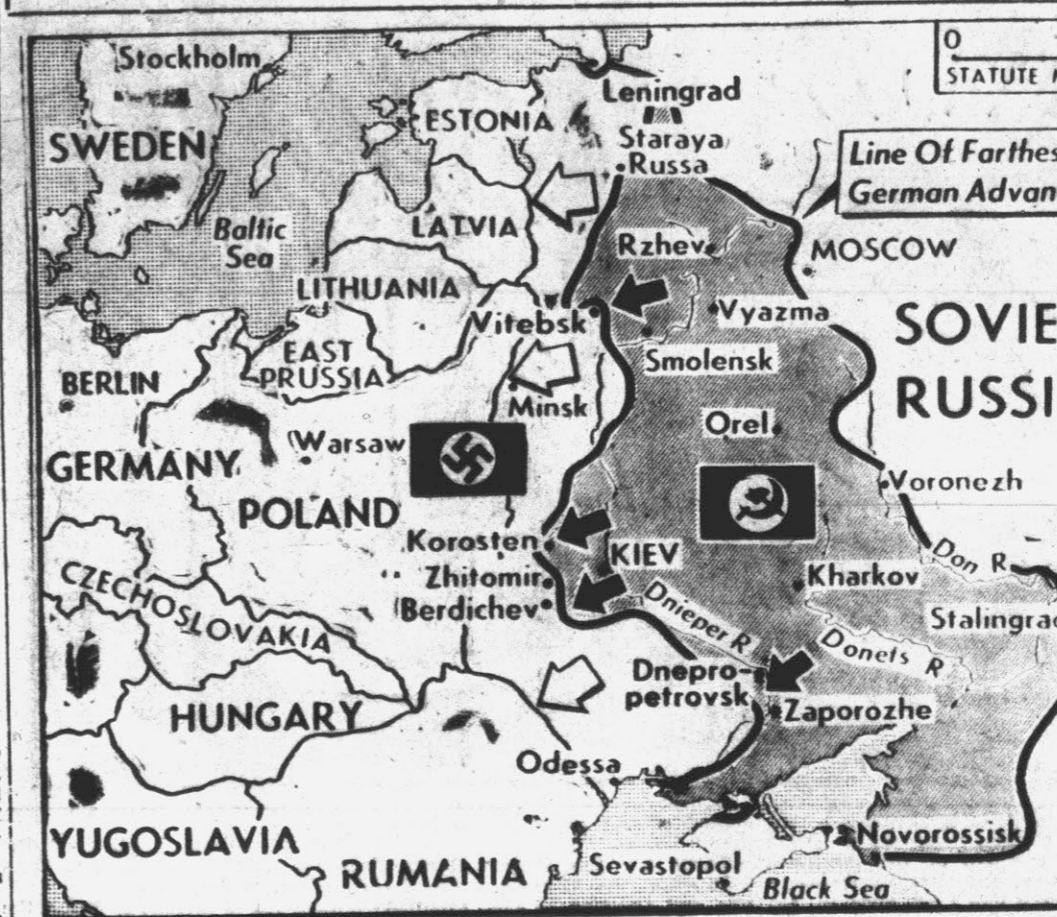 Stockholm
0
STATUTE
SWEDEN
ESTONIA
Leningrad
Staraya
Russa
Line Of Farthes
German Advan
Baltic
Sea
LATVIA
Rzhev
MOSCOW
LITHUANIA
Vitebsk
Vyazma
SOVIE
RUSSI
EAST
PRUSSIA
Smolensk
BERLIN
Minsk
Orel
Warsaw
GERMANY
Voronezh
POLAND
Korosten
KIEV
Don R.
CZECHOSLOVAKIA
Zhitomir
Kharkov
Berdichev
Dnieper R
Stalingrad
Donets R
Dnepro-
petrovsk
HUNGARY
Zaporozhe
Odessa
YUGOSLAVIA
Novorossisk
RUMANIA
Sevastopol
Black Sea